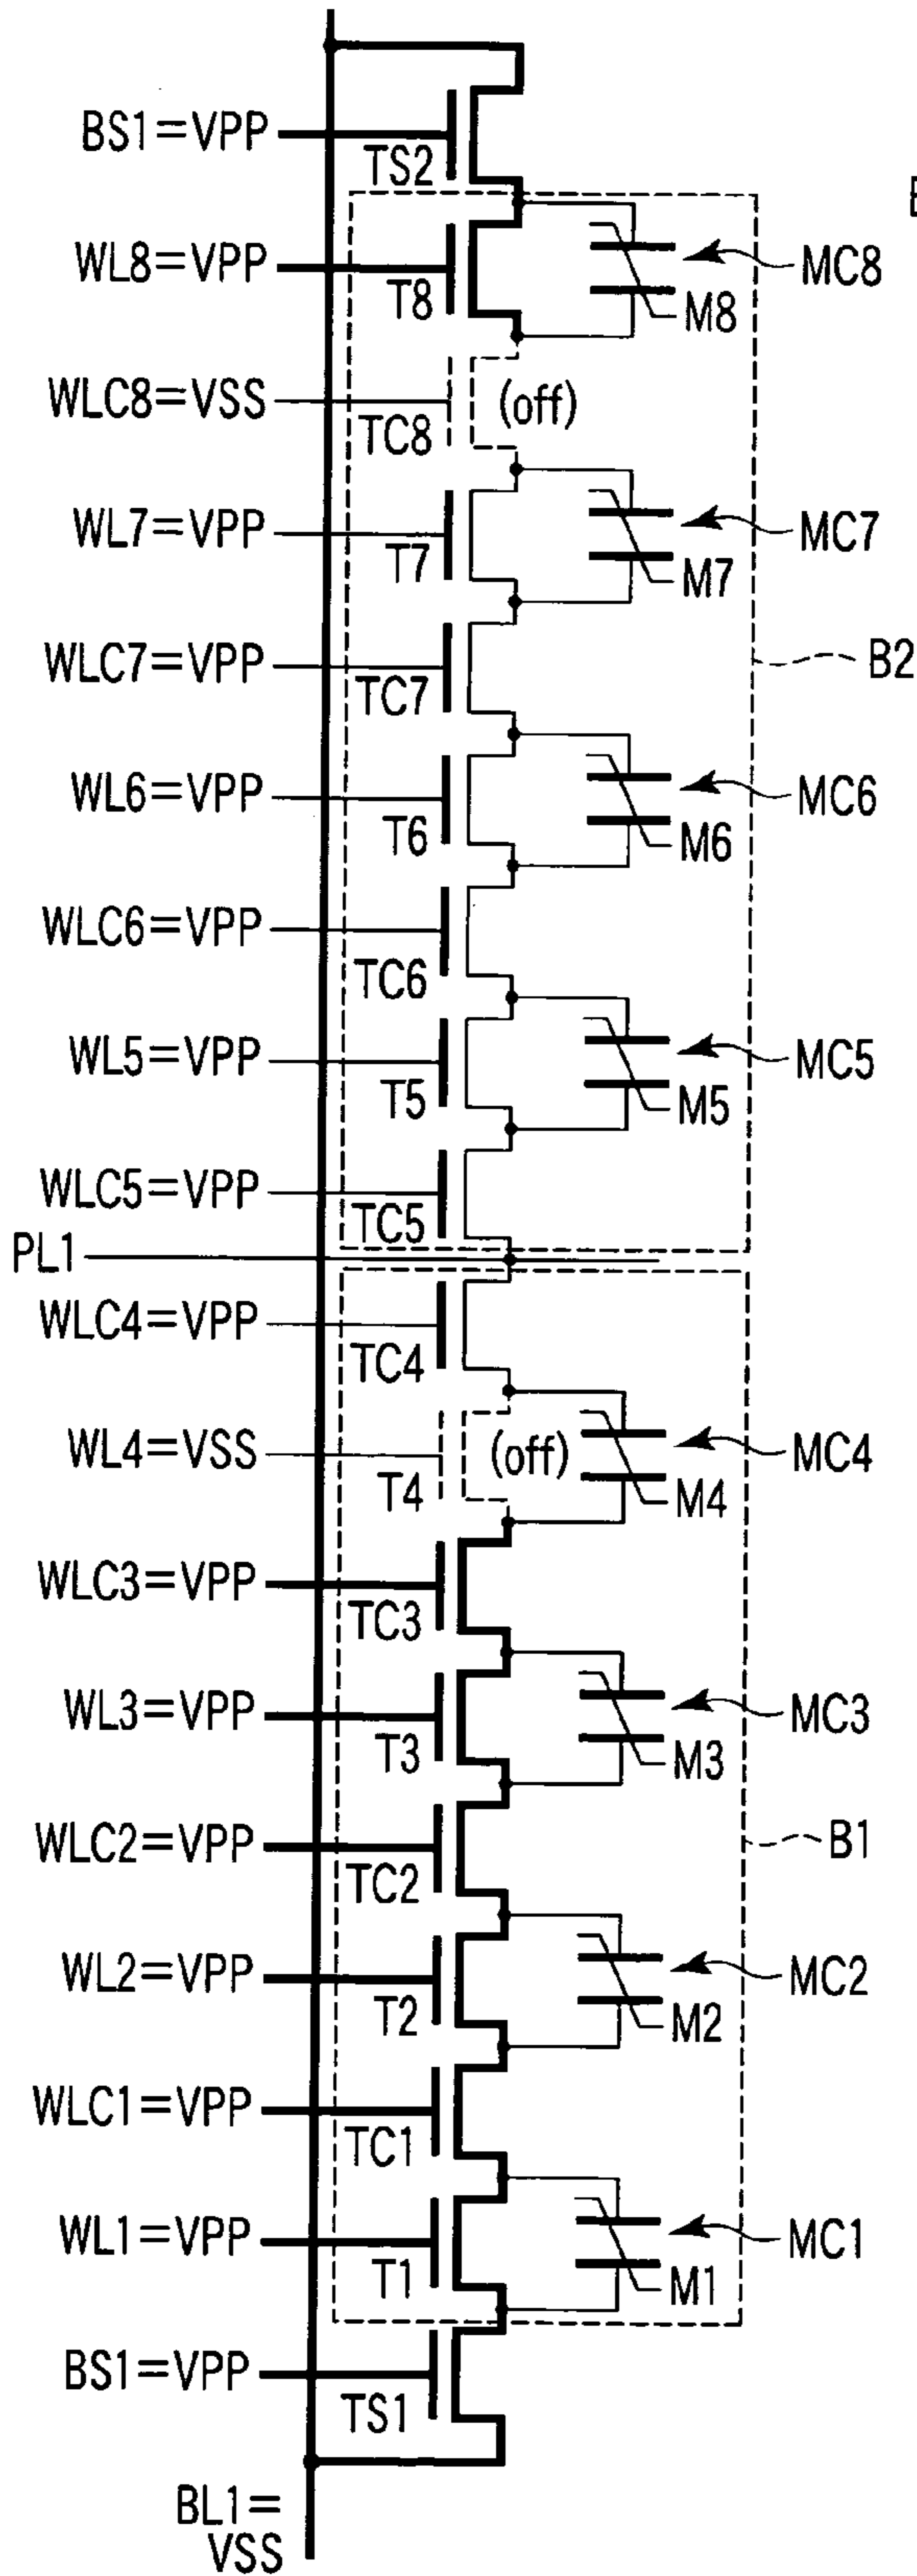 BS1=VPP
TS2
E
WL8=VPP
T8
M8
MC8
WLC8=VSS
TC8
(off)
WL7=VPP
T7
M7
MC7
WLC7=VPP
TC7
B2
WL6=VPP
T6
M6
MC6
WLC6=VPP
TC6
WL5=VPP
T5
M5
MC5
WLC5=VPP
TC5
PL1
WLC4=VPP
TC4
WL4=VSS
T4
(off)
M4
MC4
WLC3=VPP
TC3
WL3=VPP
T3
M3
MC3
WLC2=VPP
TC2
B1
WL2=VPP
T2
M2
MC2
WLC1=VPP
TC1
WL1=VPP
T1
M1
MC1
BS1=VPP
TS1
BL1=
VSS